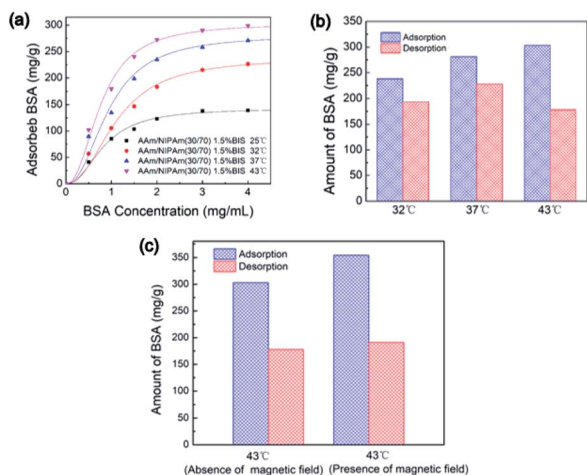 (a)
300
250
200
150
100
50
0
Adsorbeb BSA (mg/g)
AAm/NIPAm(30/70) 1.5%BIS 25℃
AAm/NIPAm(30/70) 1.5%BIS 32℃
AAm/NIPAm(30/70) 1.5%BIS 37℃
AAm/NIPAm(30/70) 1.5%BIS 43℃
0 1 2 3 4
BSA Concentration (mg/mL)
(b)
Adsorption
Desorption
350
300
250
200
150
100
50
0
Amount of BSA (mg/g)
32℃ 37℃ 43℃
(c)
Adsorption
Desorption
350
300
250
200
150
100
50
0
Amount of BSA (mg/g)
43℃ 43℃
(Absence of magnetic field) (Presence of magnetic field)